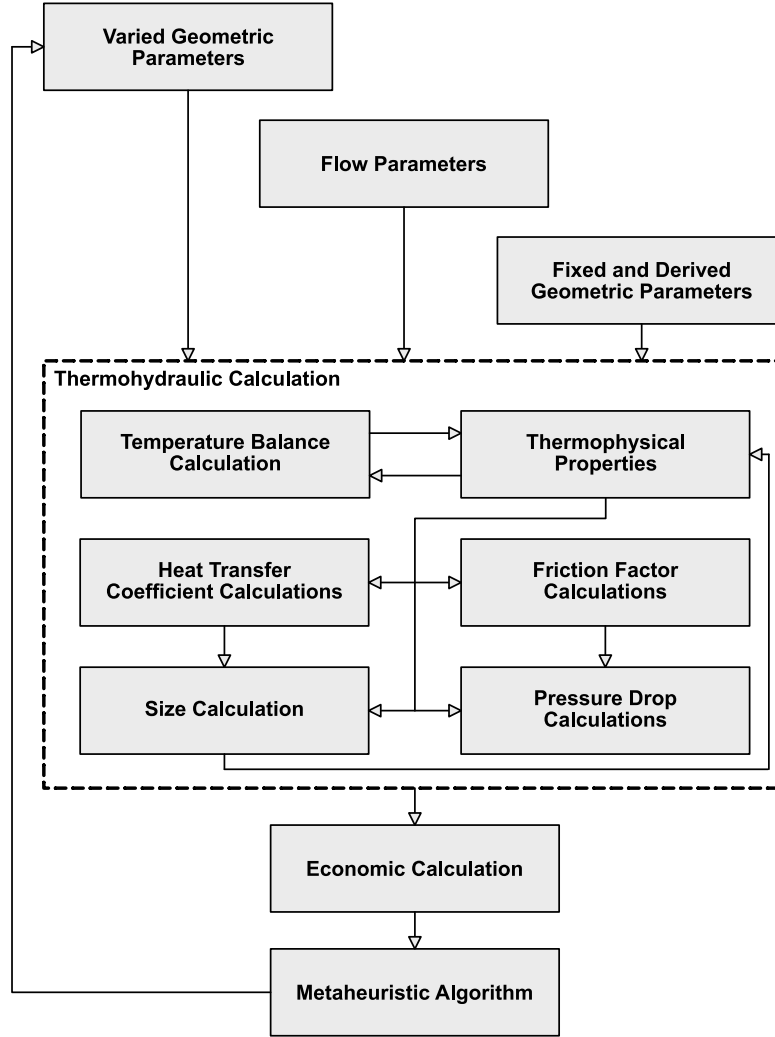 Varied Geometric
Parameters
Flow Parameters
Fixed and Derived
Geometric Parameters
Thermohydraulic Calculation
Temperature Balance
Calculation
Thermophysical
Properties
Heat Transfer
Coefficient Calculations
Friction Factor
Calculations
Size Calculation
Pressure Drop
Calculations
Economic Calculation
Metaheuristic Algorithm